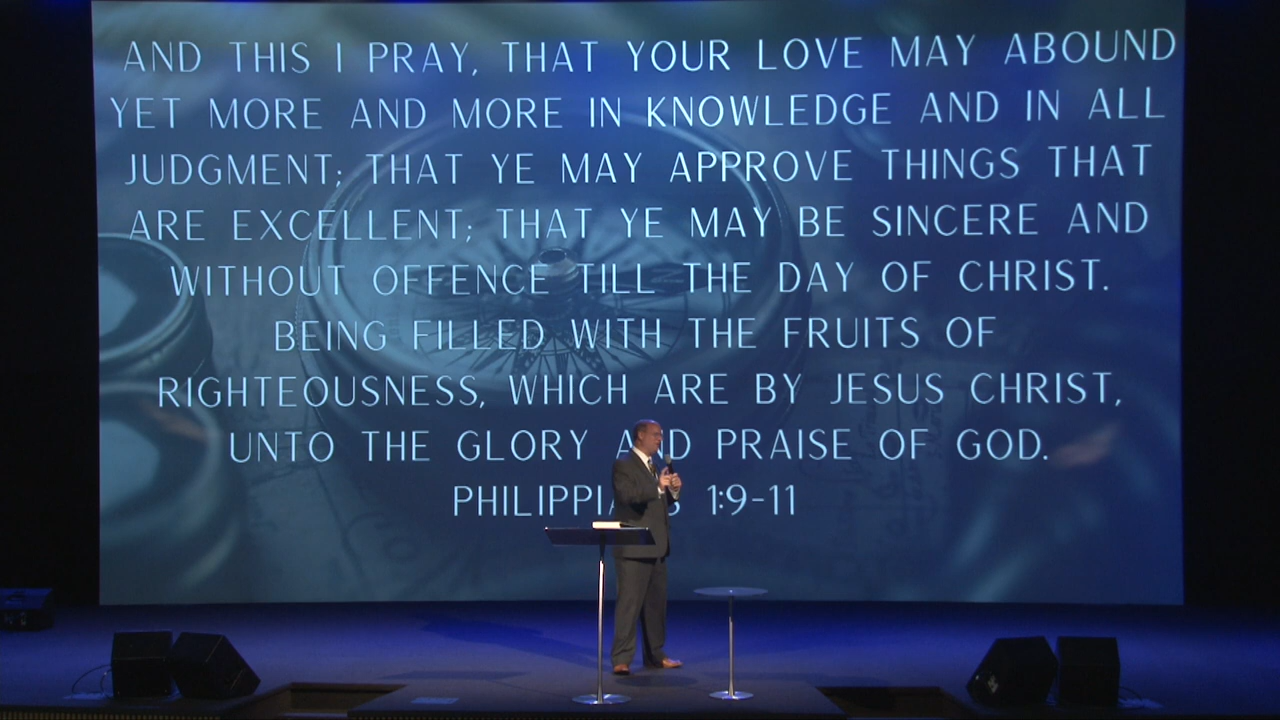 AND THIS I PRAY, THAT YOUR LOVE MAY ABOUND
YET MORE AND MORE IN KNOWLEDGE AND IN ALL
JUDGMENT; THAT YE MAY APPROVE THINGS THAT
ARE EXCELLENT; THAT YE MAY BE SINCERE AND
WITHOUT OFFENCE TILL THE DAY OF CHRIST.
BEING FILLED WITH THE FRUITS OF
RIGHTEOUSNESS, WHICH ARE BY JESUS CHRIST,
UNTO THE GLORY AND PRAISE OF GOD.
PHILIPPIANS 1:9-11